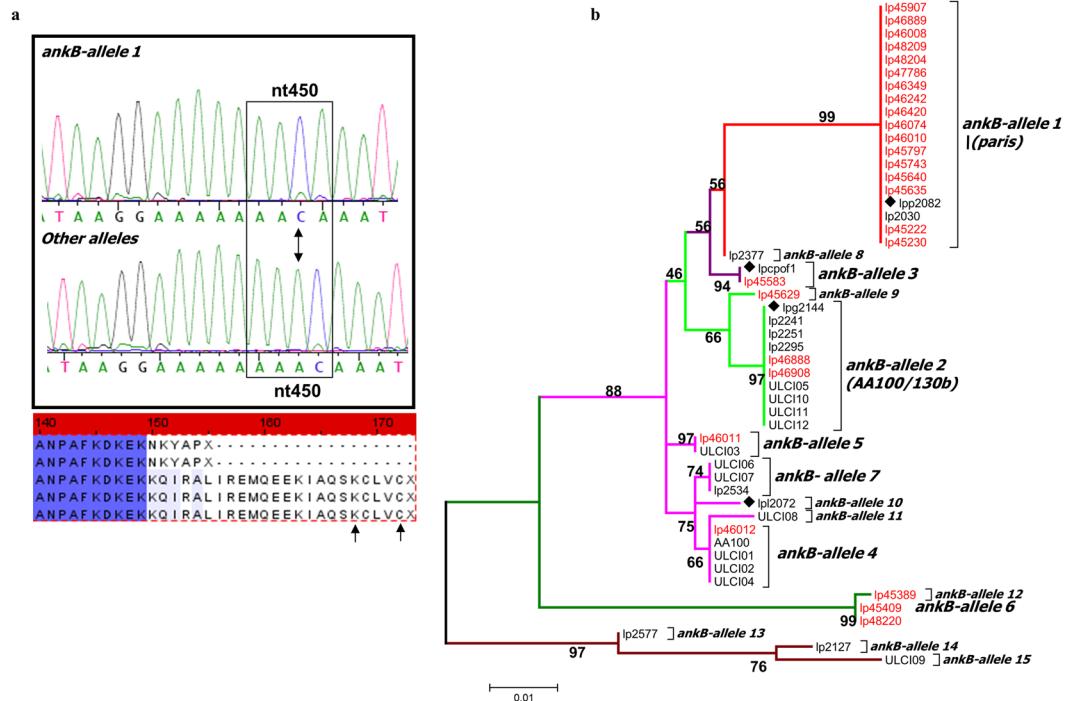 a
ankB-allele 1
nt450
T A A G G A A A A A A A C A A A T
Other alleles
T A A G G A A A A A A A A C A A A T
nt450
140 150 160 170
ANPAFKDKEKNKYAPX------------------
ANPAFKDKEKNKYAPX------------------
ANPAFKDKEKKQIRALIREMQEEKIAQSKCLVCX
ANPAFKDKEKKQIRALIREMQEEKIAQSKCLVCX
ANPAFKDKEKKQIRALIREMQEEKIAQSKCLVCX
b
lp45907
lp46889
lp46008
lp48209
lp48204
lp47786
lp46349
lp46242
lp46420
lp46074
lp46010
lp45797
lp45743
lp45640
lp45635
lpp2082
lp2030
lp45222
lp45230
ankB-allele 1
(paris)
99
56
56
lp2377 ankB-allele 8
lpcpof1
lp45583
ankB-allele 3
94
46
lp45629 ankB-allele 9
lpg2144
lp2241
lp2251
lp2295
lp46888
lp46908
ULCI05
ULCI10
ULCI11
ULCI12
ankB-allele 2
(AA100/130b)
66
97
88
97
lp46011
ULCI03
ankB-allele 5
74
ULCI06
ULCI07
lp2534
ankB- allele 7
lpl2072 ankB-allele 10
75
ULCI08 ankB-allele 11
66
lp46012
AA100
ULCI01
ULCI02
ULCI04
ankB-allele 4
lp45389 ankB-allele 12
lp45409
lp48220
ankB-allele 6
99
lp2577 ankB-allele 13
97
lp2127 ankB-allele 14
76
ULCI09 ankB-allele 15
0.01